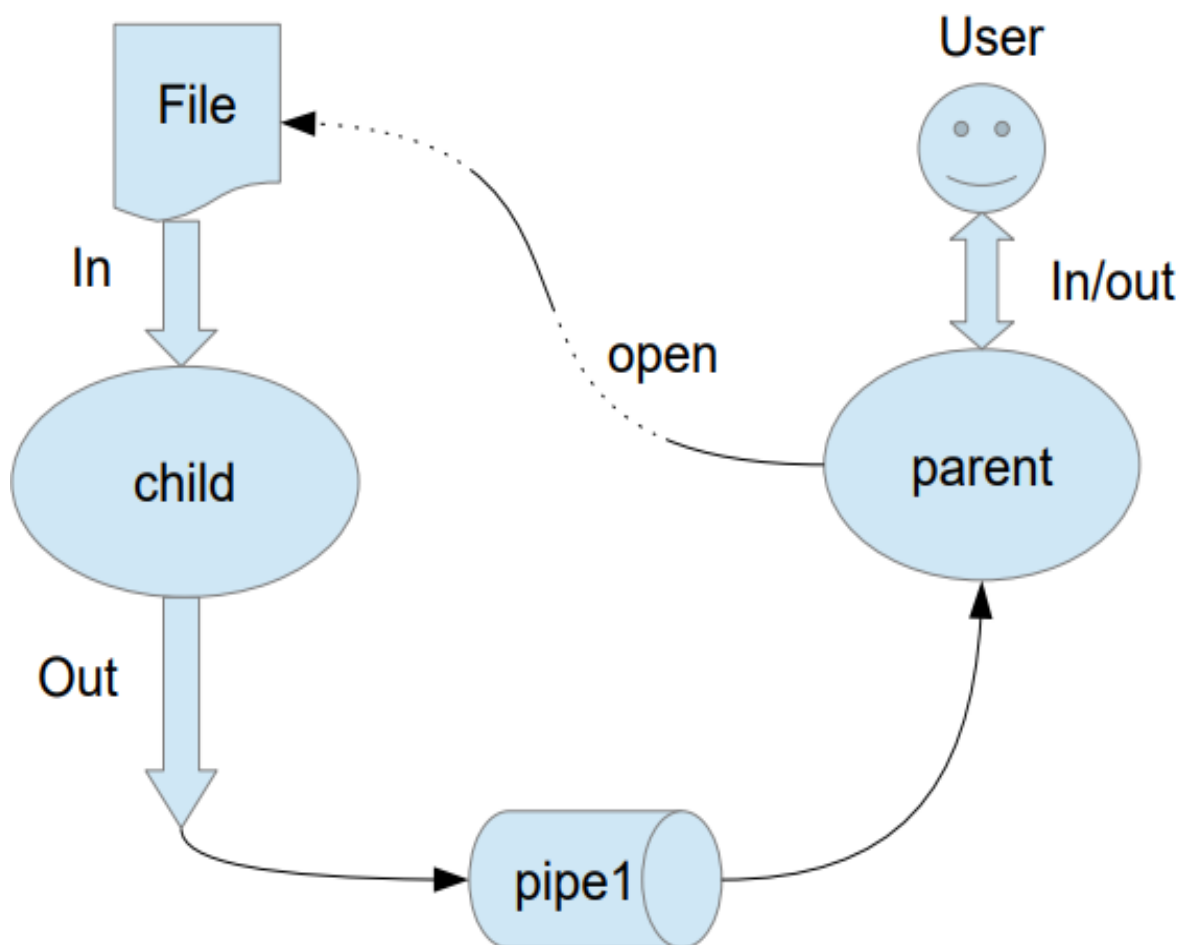 User
File
In
In/out
open
child
parent
Out
pipe1